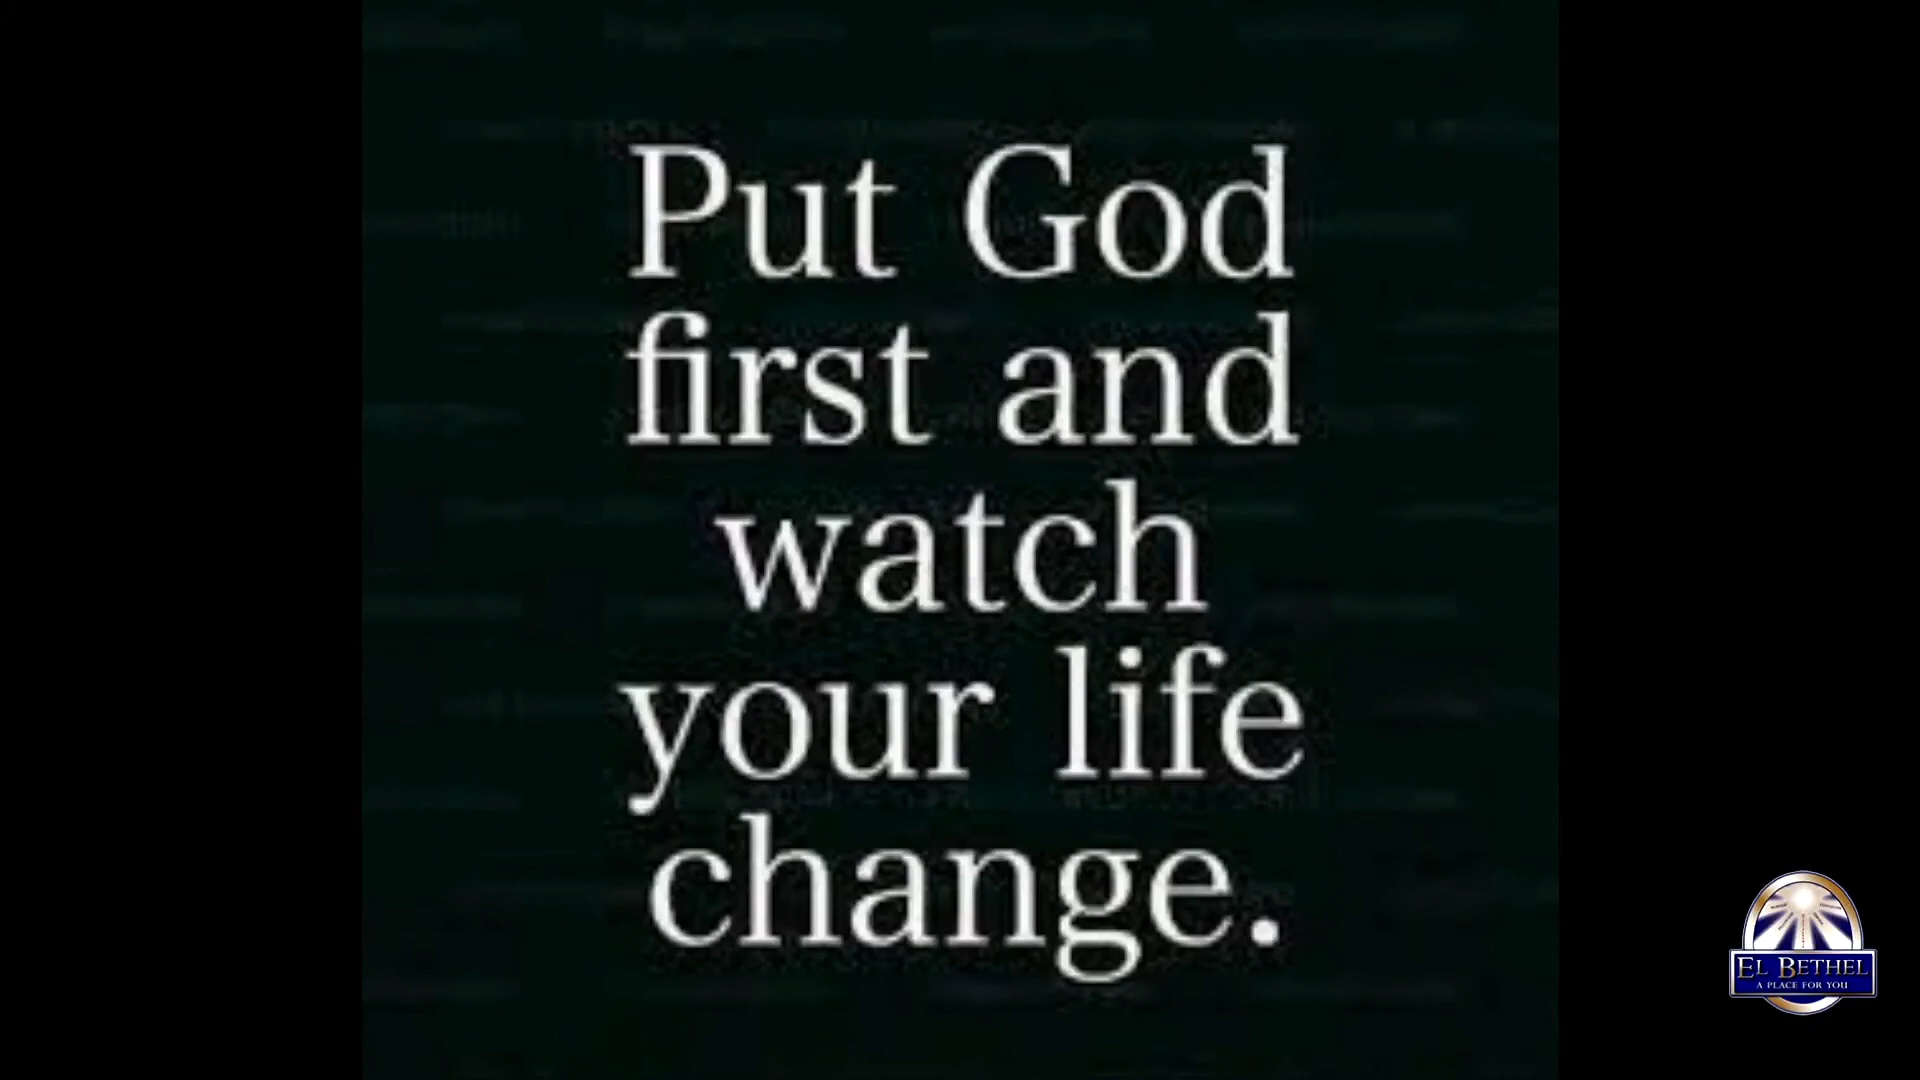 Put God
first and
watch
your life
change.
EL BETHEL
A PLACE FOR YOU